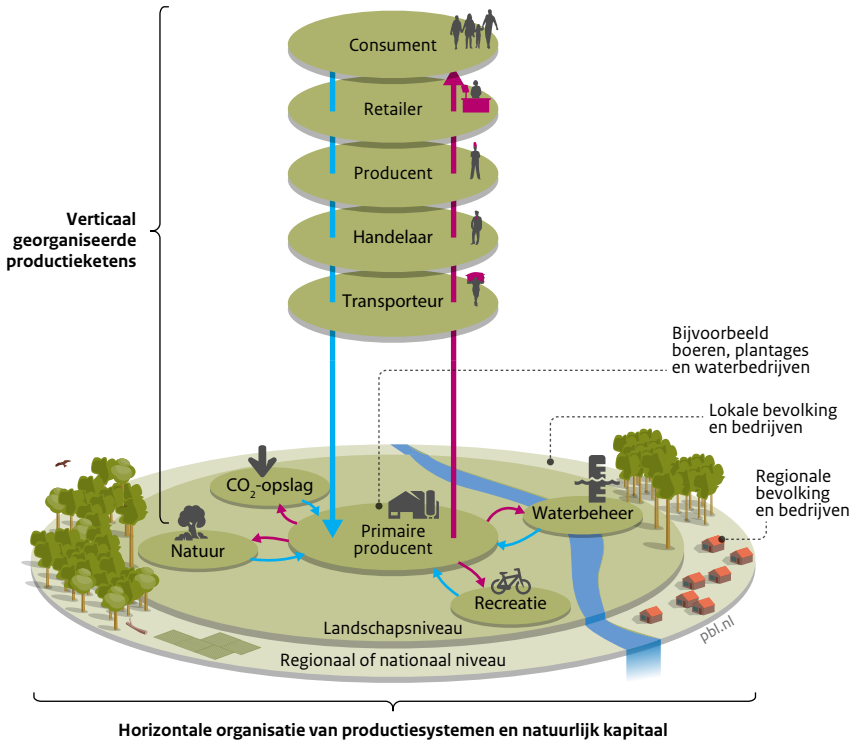 Consument
Retailer
Producent
Handelaar
Transporteur
Verticaal
georganiseerde
productieketens
Bijvoorbeeld
boeren, plantages
en waterbedrijven
Lokale bevolking
en bedrijven
Regionale
bevolking
en bedrijven
CO₂-opslag
Natuur
Primaire
producent
Waterbeheer
Recreatie
Landschapsniveau
Regionaal of nationaal niveau
pbl.nl
Horizontale organisatie van productiesystemen en natuurlijk kapitaal